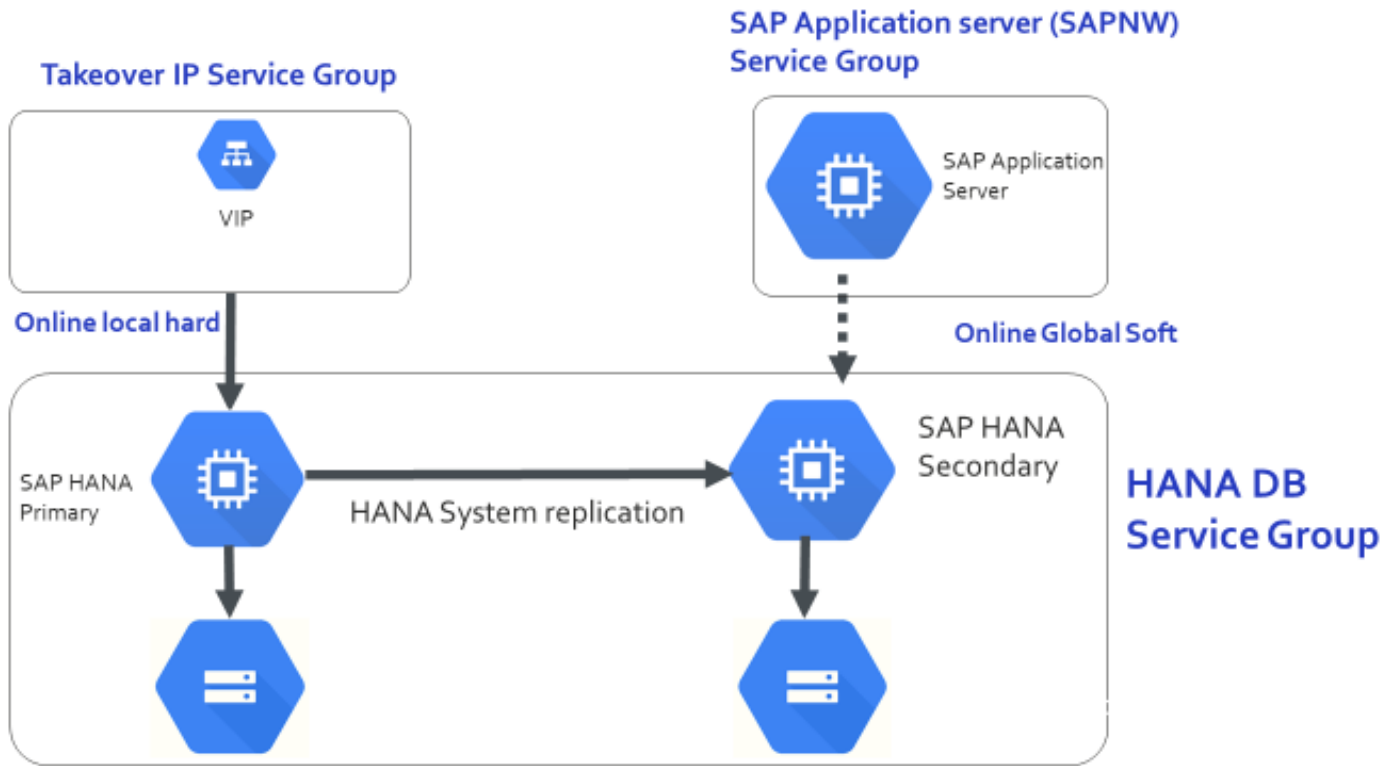 SAP Application server (SAPNW)
Service Group
Takeover IP Service Group
VIP
SAP Application
Server
Online local hard
Online Global Soft
SAP HANA
Primary
HANA System replication
SAP HANA
Secondary
HANA DB
Service Group